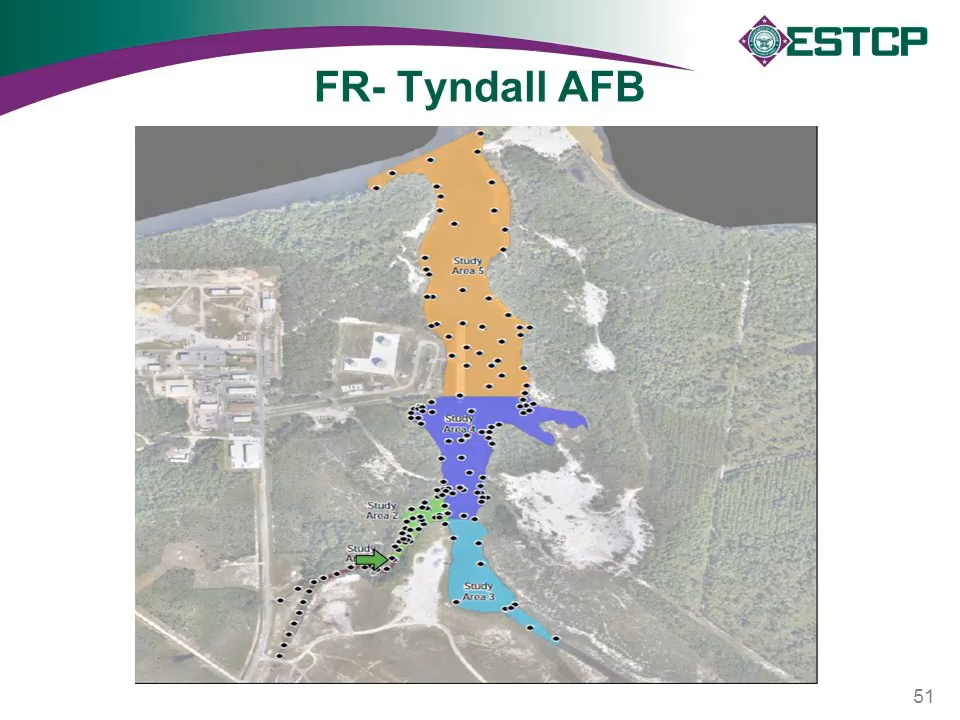 ESTCP
FR- Tyndall AFB
Study
Area 5
Study
Area 4
Study
Area 2
Study
Study
Area 3
51